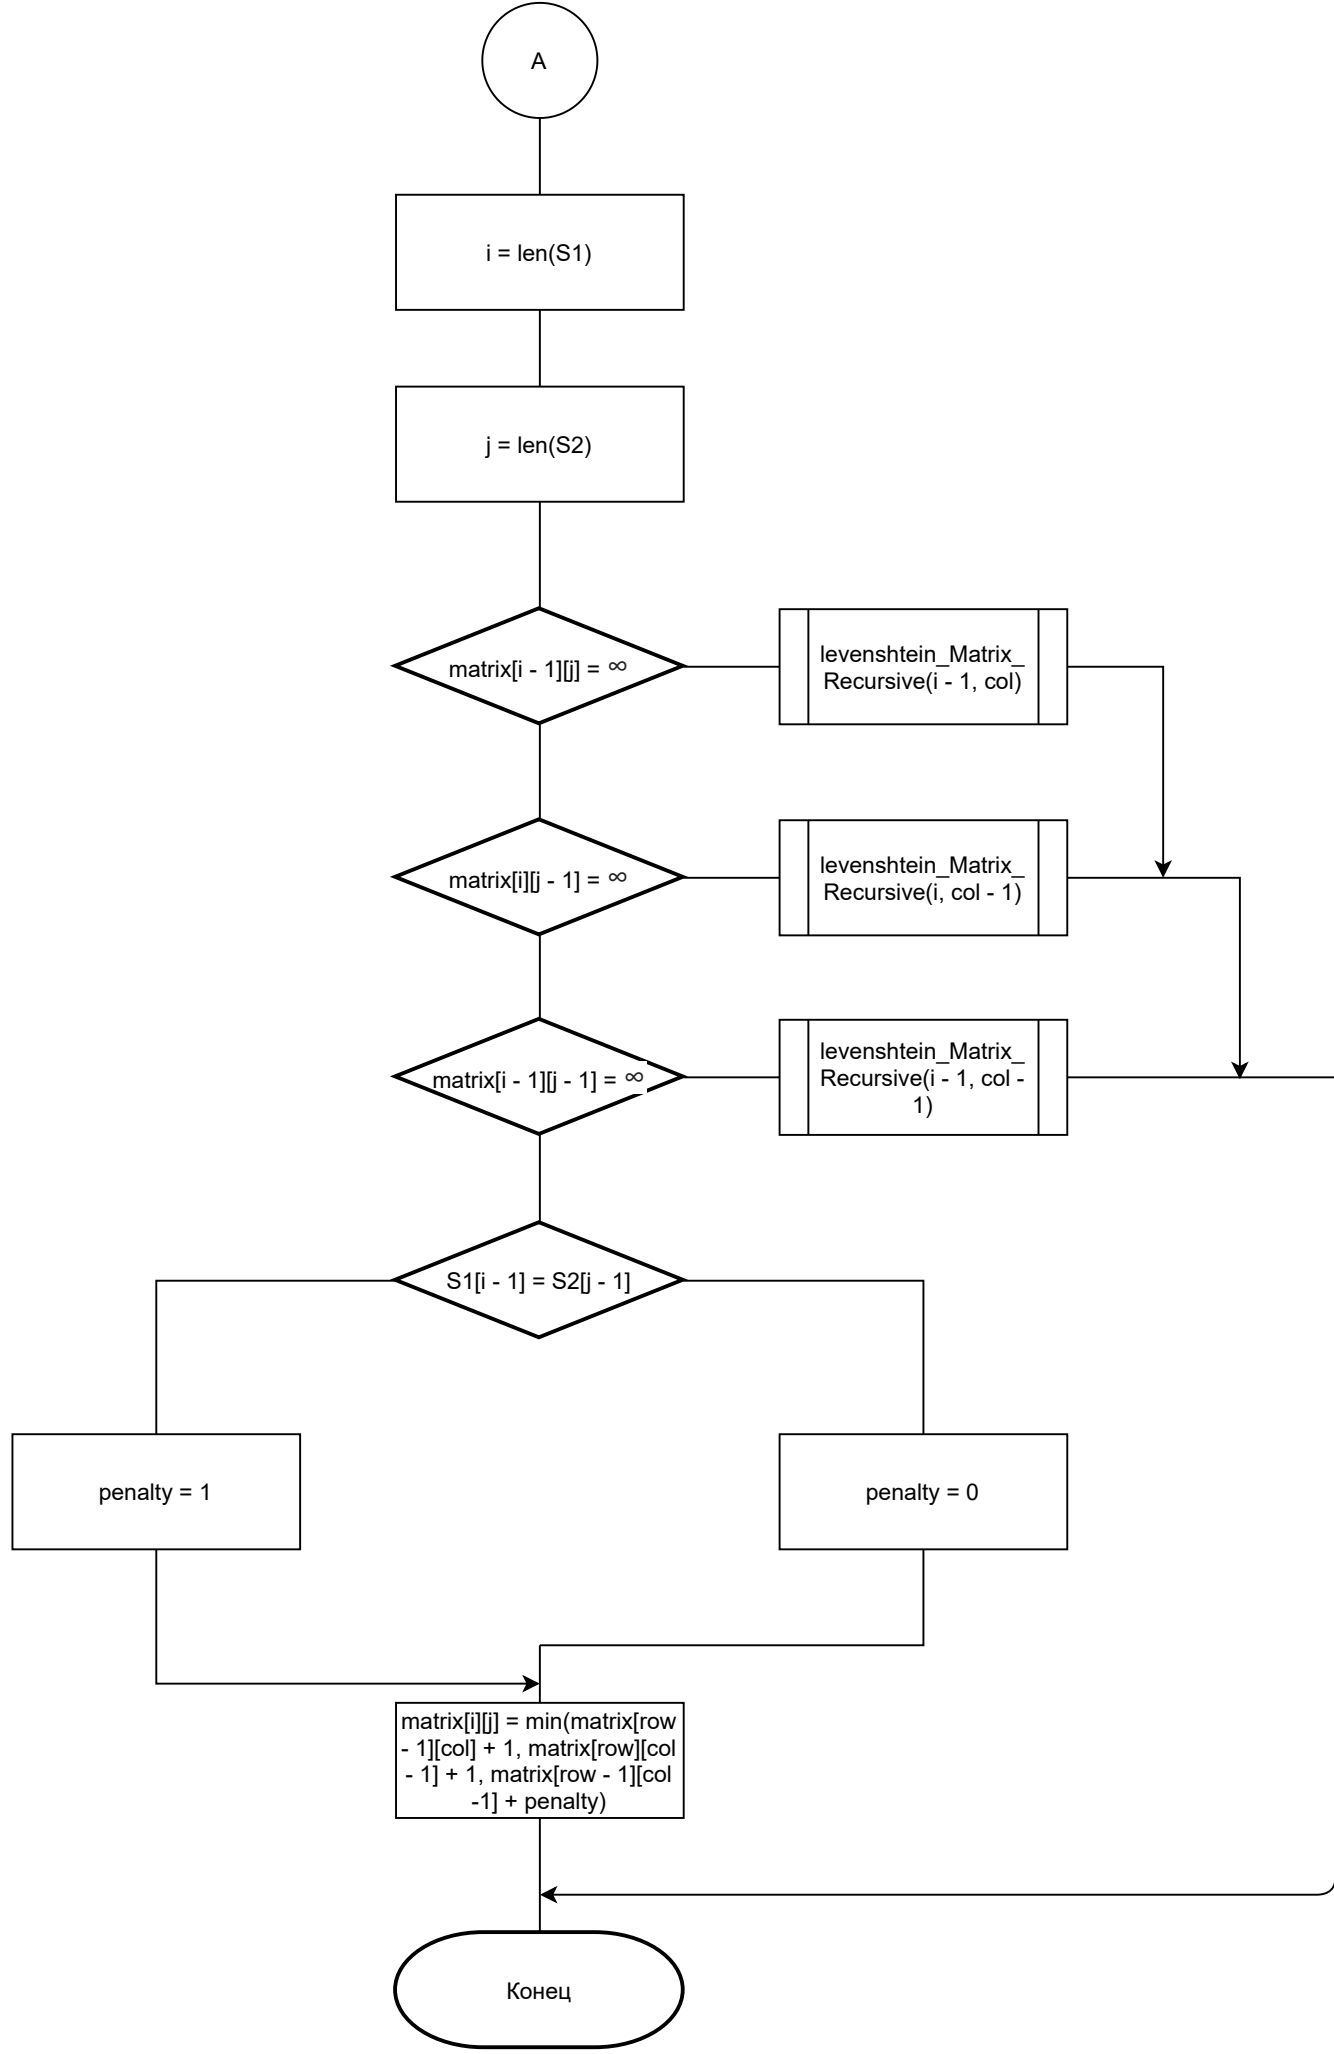 A
i = len(S1)
j = len(S2)
matrix[i - 1][j] = ∞
levenshtein_Matrix_
Recursive(i - 1, col)
matrix[i][j - 1] = ∞
levenshtein_Matrix_
Recursive(i, col - 1)
matrix[i - 1][j - 1] = ∞
levenshtein_Matrix_
Recursive(i - 1, col -
1)
S1[i - 1] = S2[j - 1]
penalty = 1
penalty = 0
matrix[i][j] = min(matrix[row
- 1][col] + 1, matrix[row][col
- 1] + 1, matrix[row - 1][col
-1] + penalty)
Конец